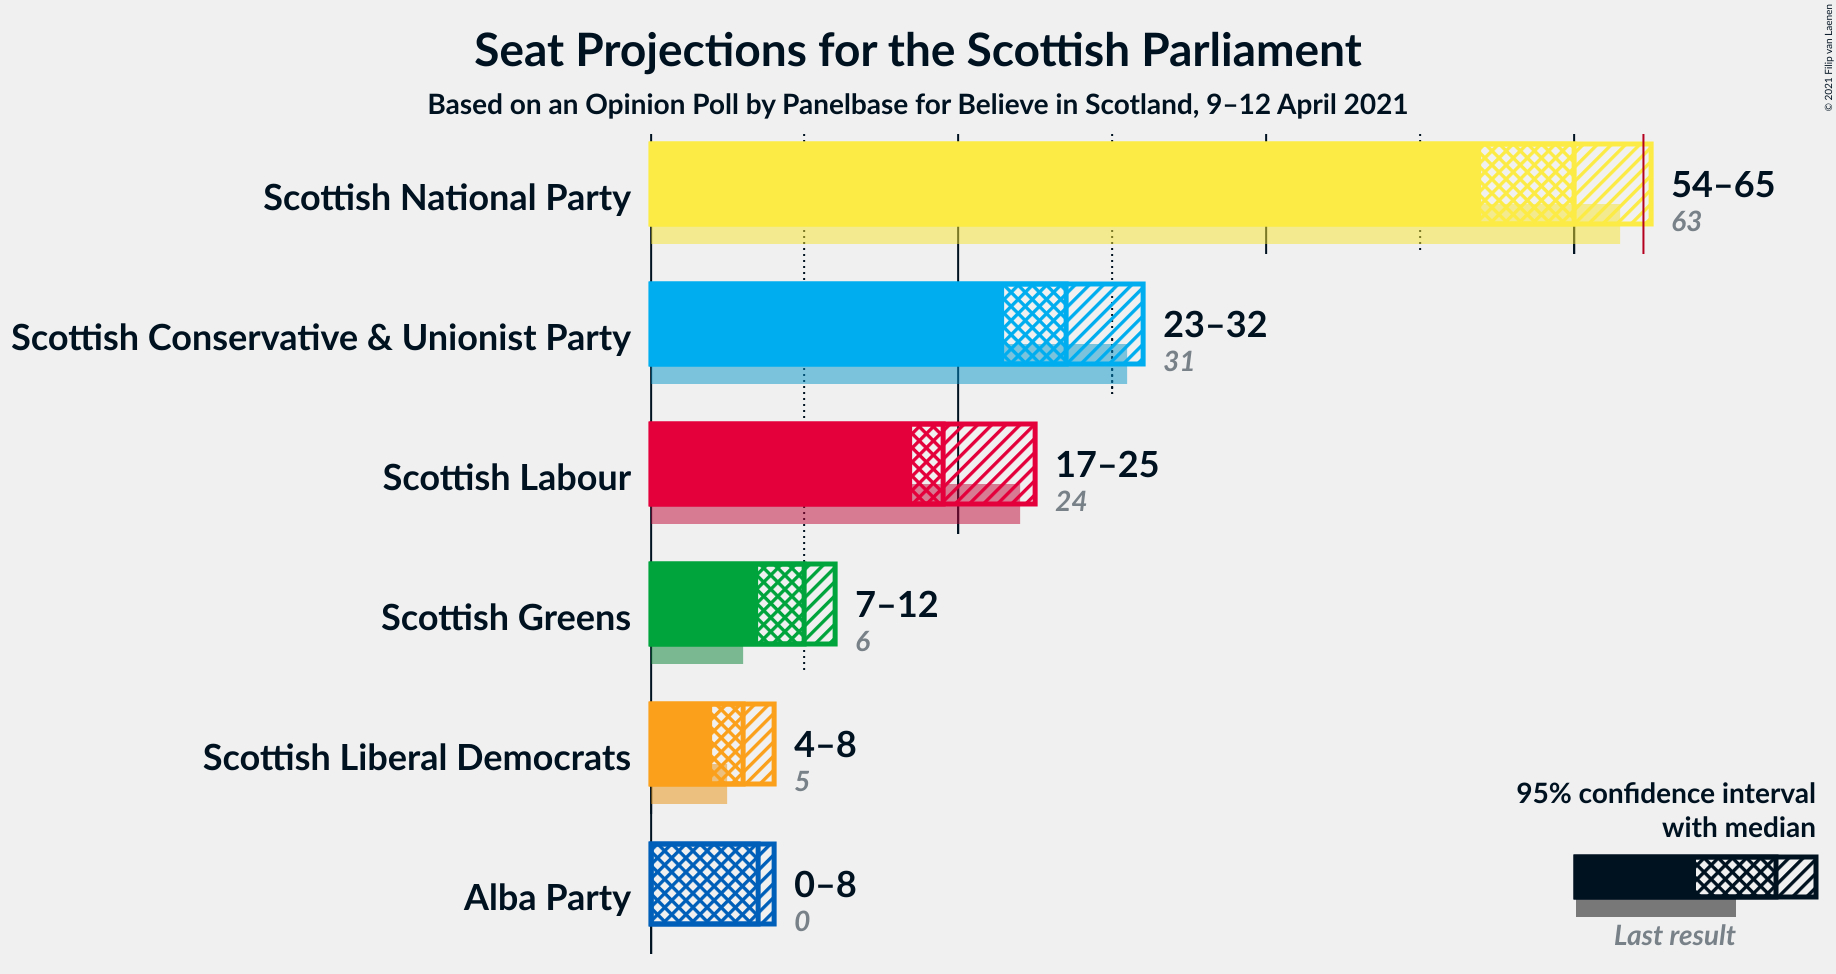 Seat Projections for the Scottish Parliament
Based on an Opinion Poll by Panelbase for Believe in Scotland, 9–12 April 2021
© 2021 Filip van Laenen
Scottish National Party
54–65
63
Scottish Conservative & Unionist Party
23–32
31
Scottish Labour
17–25
24
Scottish Greens
7–12
6
Scottish Liberal Democrats
4–8
5
Alba Party
0–8
0
95% confidence interval
with median
Last result